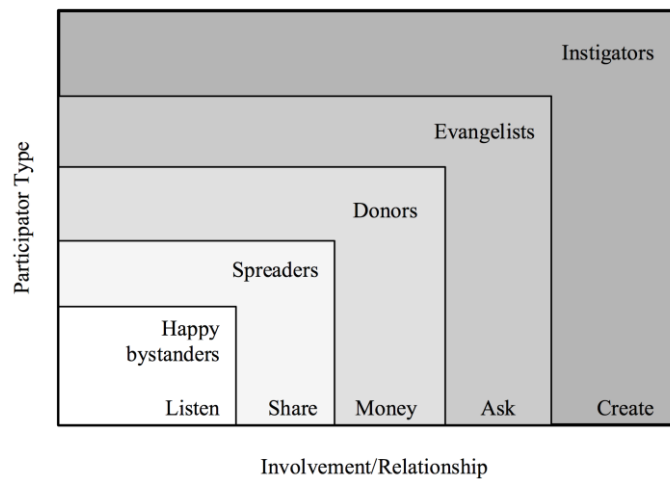 Instigators
Evangelists
Donors
Spreaders
Happy
bystanders
Listen
Share
Money
Ask
Create
Participator Type
Involvement/Relationship